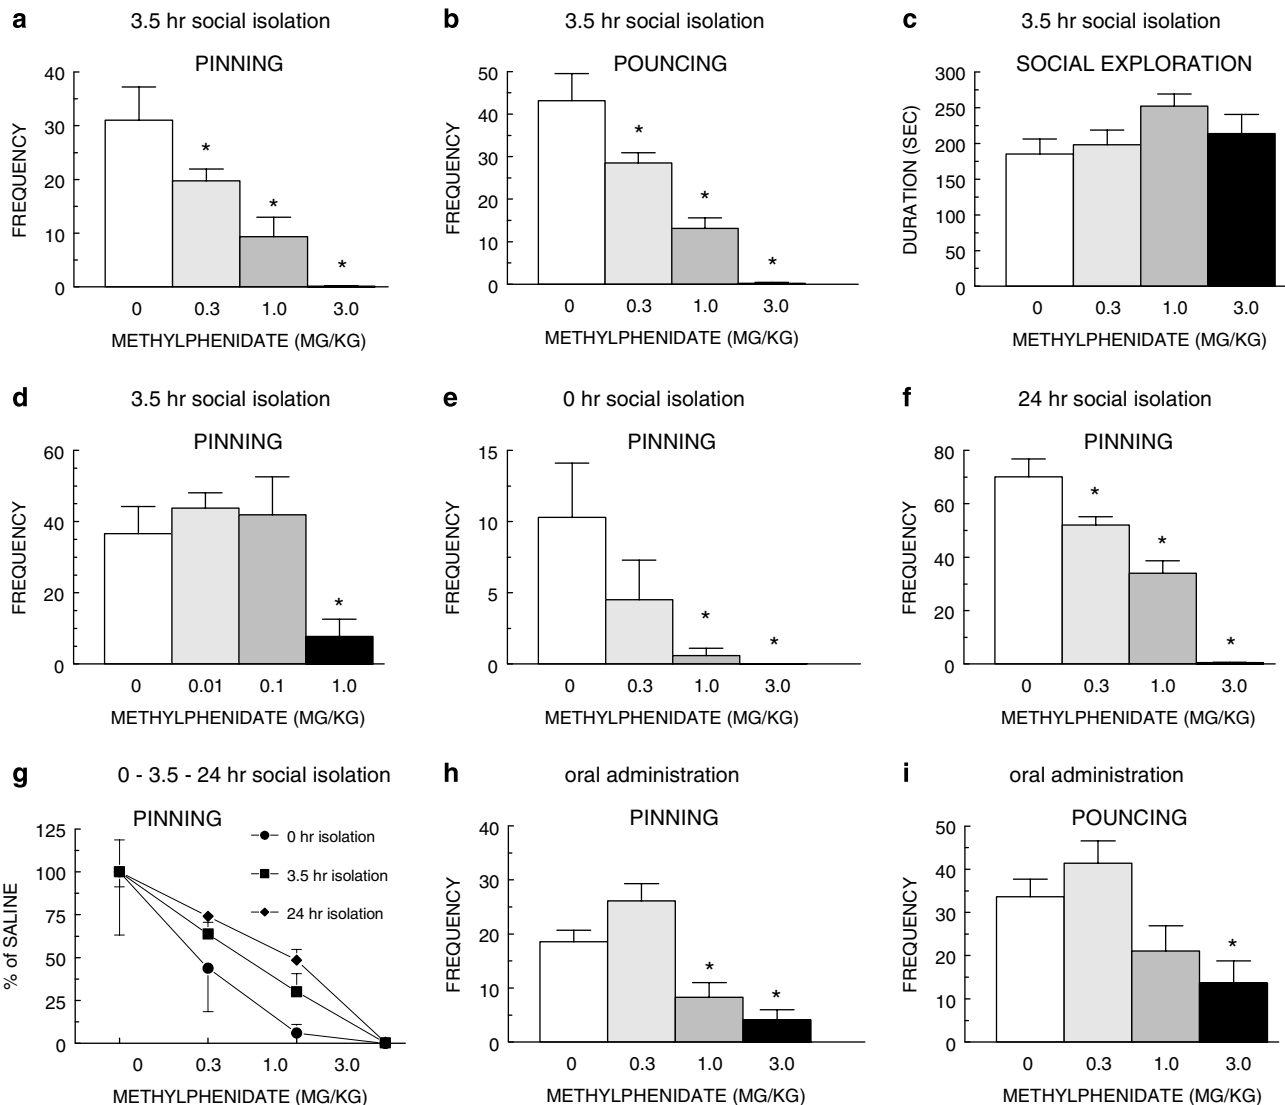 a 3.5 hr social isolation
PINNING
FREQUENCY
40
30
20
10
0
* * *
0 0.3 1.0 3.0
METHYLPHENIDATE (MG/KG)
b 3.5 hr social isolation
POUNCING
FREQUENCY
50
40
30
20
10
0
* * *
0 0.3 1.0 3.0
METHYLPHENIDATE (MG/KG)
c 3.5 hr social isolation
SOCIAL EXPLORATION
DURATION (SEC)
300
250
200
150
100
50
0
0 0.3 1.0 3.0
METHYLPHENIDATE (MG/KG)
d 3.5 hr social isolation
PINNING
FREQUENCY
60
40
20
0
*
0 0.01 0.1 1.0
METHYLPHENIDATE (MG/KG)
e 0 hr social isolation
PINNING
FREQUENCY
15
10
5
0
* *
0 0.3 1.0 3.0
METHYLPHENIDATE (MG/KG)
f 24 hr social isolation
PINNING
FREQUENCY
80
60
40
20
0
* * *
0 0.3 1.0 3.0
METHYLPHENIDATE (MG/KG)
g 0 - 3.5 - 24 hr social isolation
PINNING
% of SALINE
125
100
75
50
25
0
0 hr isolation
3.5 hr isolation
24 hr isolation
0 0.3 1.0 3.0
METHYLPHENIDATE (MG/KG)
h oral administration
PINNING
FREQUENCY
40
30
20
10
0
* *
0 0.3 1.0 3.0
METHYLPHENIDATE (MG/KG)
i oral administration
POUNCING
FREQUENCY
50
40
30
20
10
0
*
0 0.3 1.0 3.0
METHYLPHENIDATE (MG/KG)